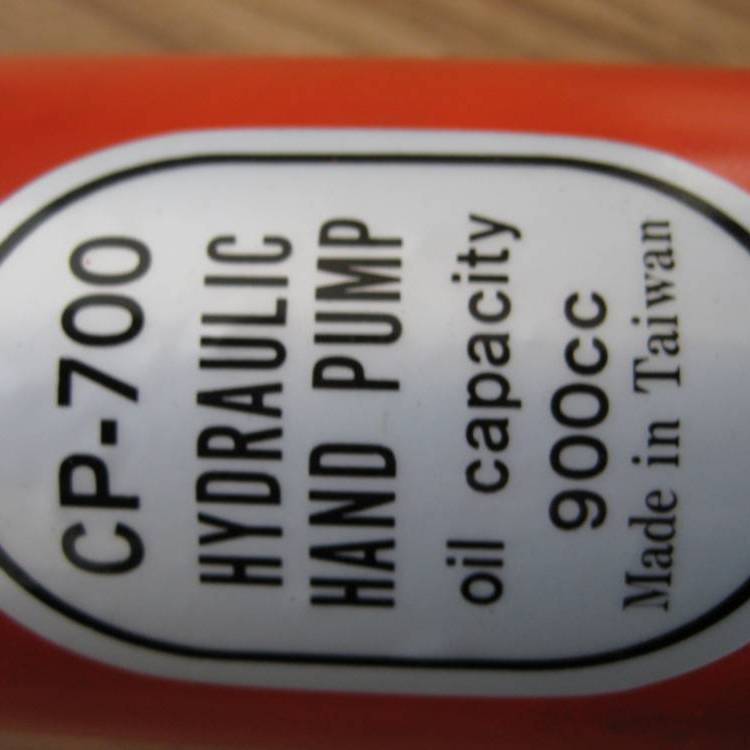 CP-700
HYDRAULIC
HAND PUMP
oil capacity
900cc
Made in Taiwan